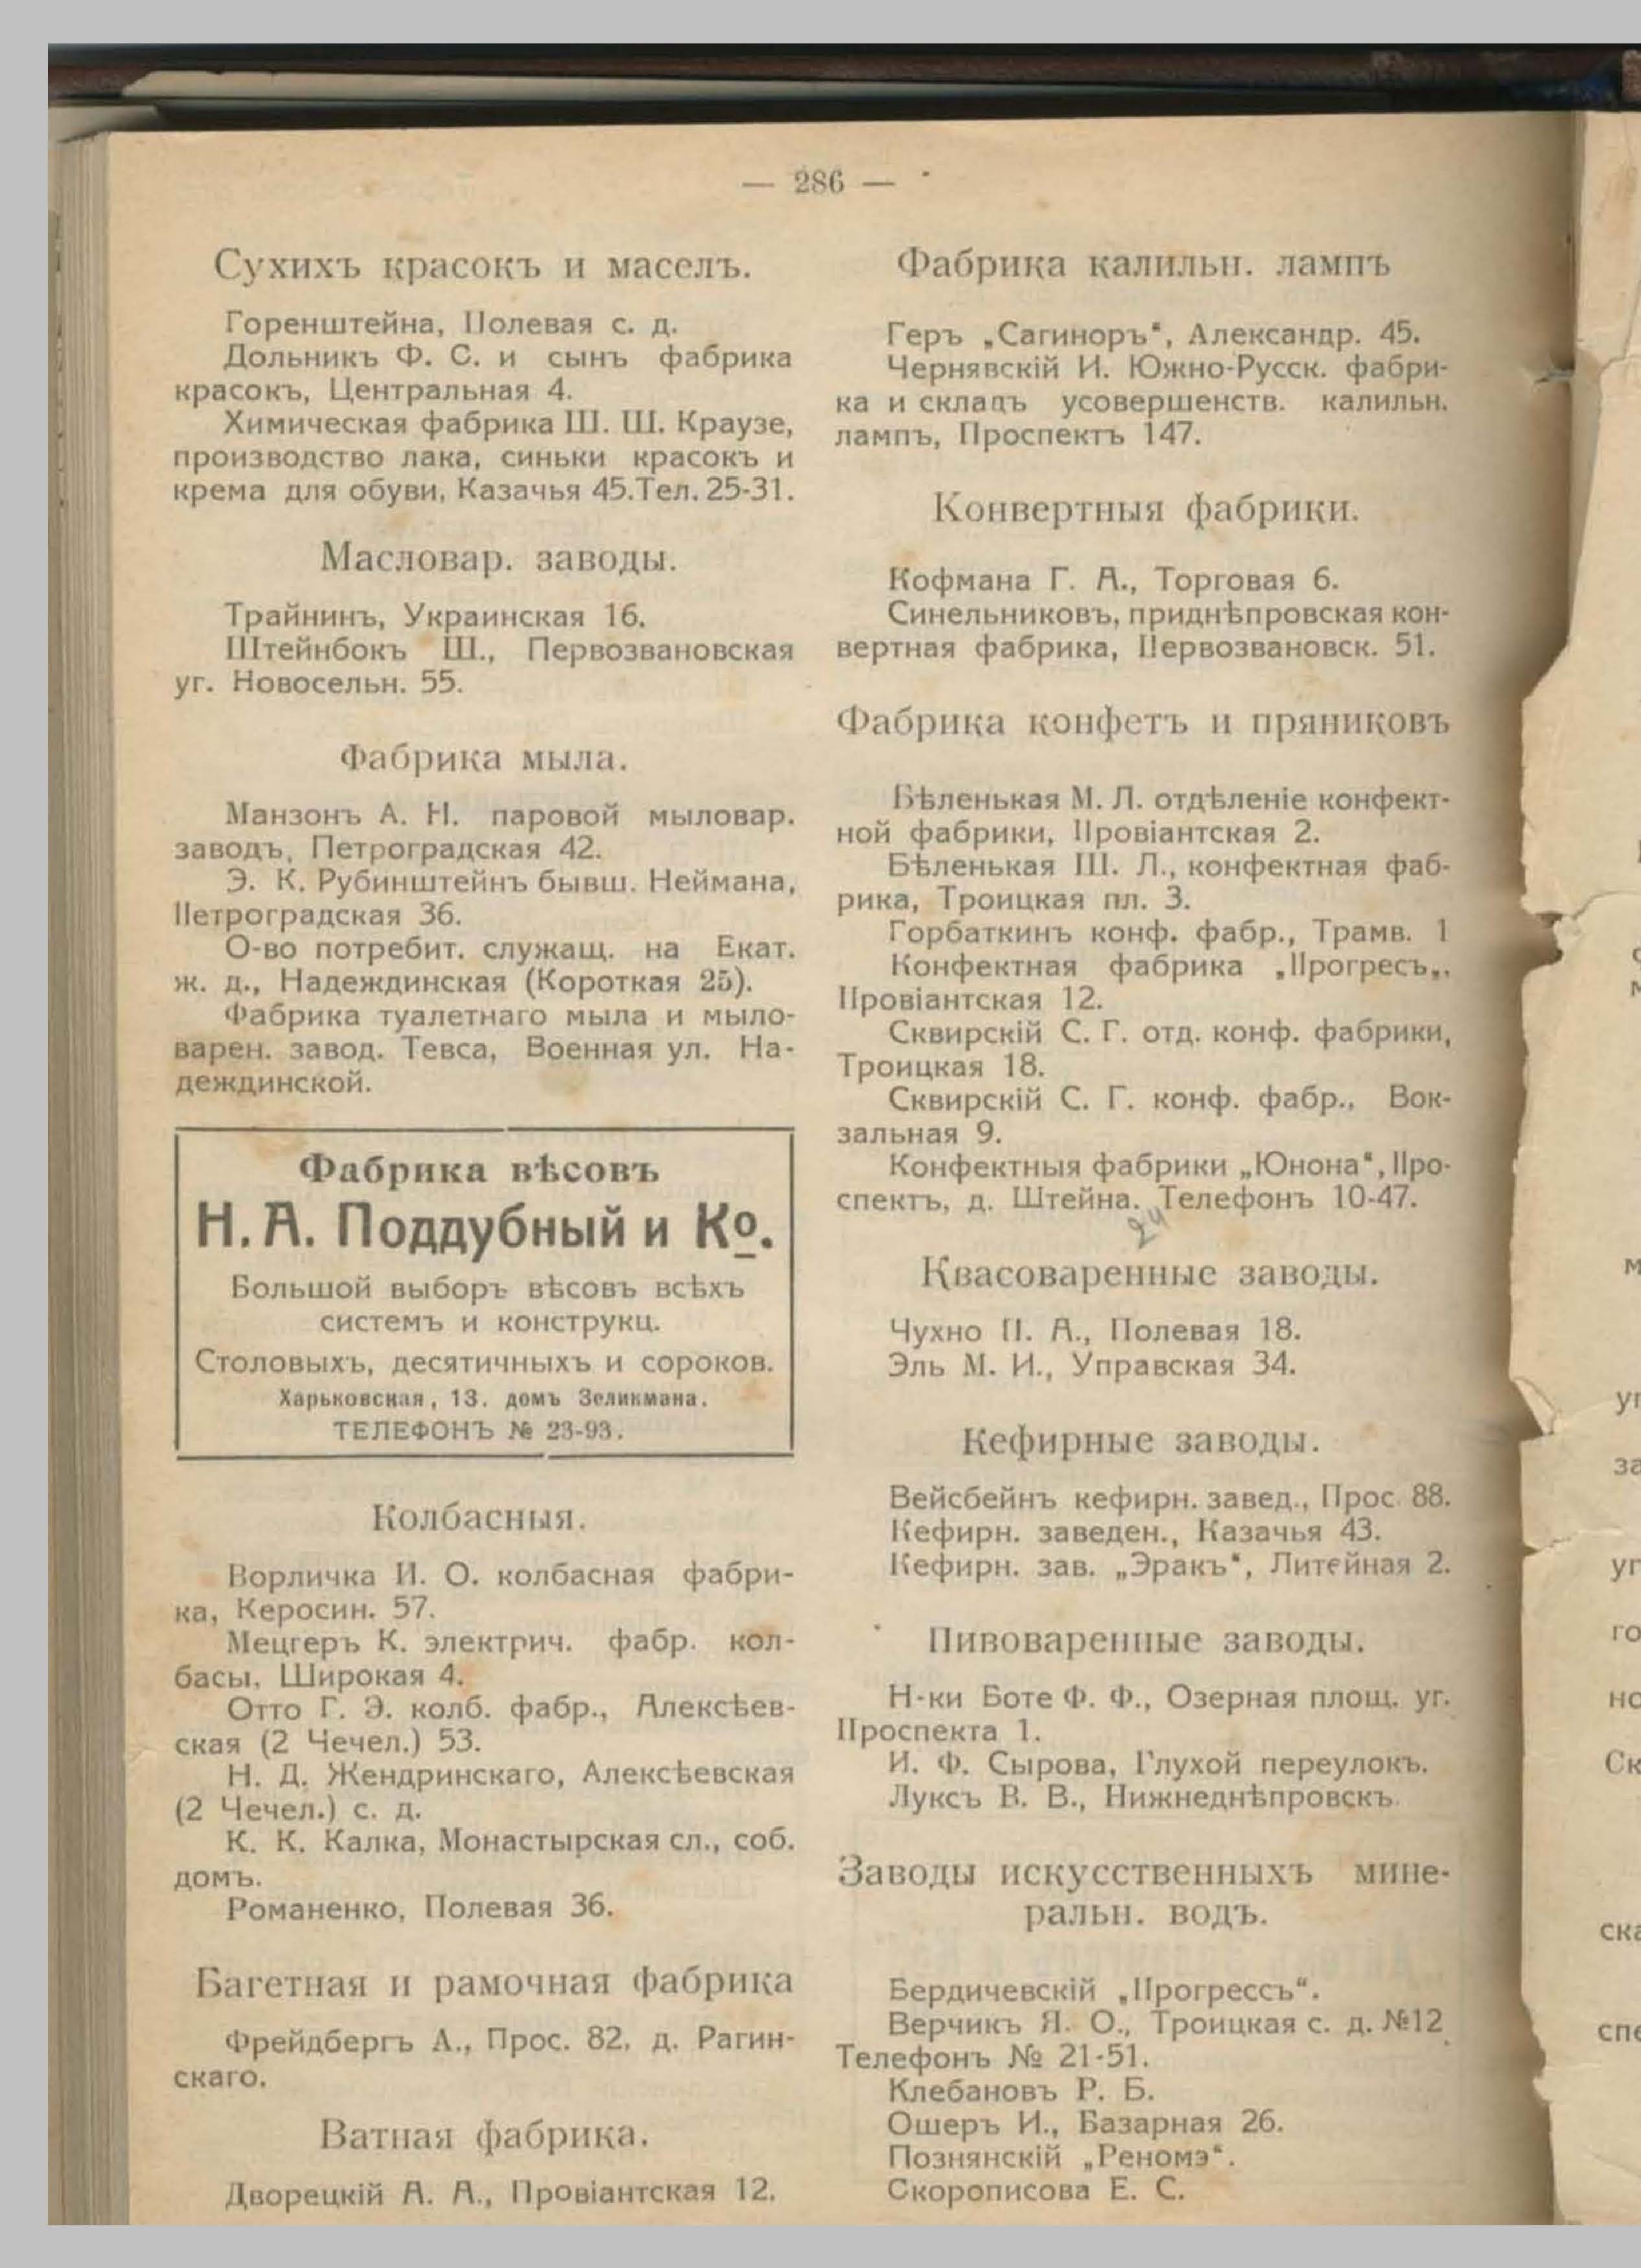 — 286 —
Сухихъ красокъ и маселъ.
Горенштейна, Полевая с. д.
Дольникъ Ф. С. и сынъ фабрика
красокъ, Центральная 4.
Химическая фабрика Ш. Ш. Краузе,
производство лака, синьки красокъ и
крема для обуви, Казачья 45.Тел. 25-31.
Масловар. заводы.
Трайнинъ, Украинская 16.
Штейнбокъ Ш., Первозвановская
уг. Новосельн. 55.
Фабрика мыла.
Манзонъ А. Н. паровой мыловар.
заводъ, Петроградская 42.
Э. К. Рубинштейнъ бывш. Неймана,
Петроградская 36.
О-во потребит. служащ. на Екат.
ж. д., Надеждинская (Короткая 25).
Фабрика туалетнаго мыла и мыло-
варен. завод. Тевса, Военная ул. На-
деждинской.
Фабрика вѣсовъ
Н. А. Поддубный и Ко.
Большой выборъ вѣсовъ всѣхъ
системъ и конструкц.
Столовыхъ, десятичныхъ и сороков.
Харьковская, 13. домъ Зеликмана.
ТЕЛЕФОНЪ № 23-93.
Колбасныя.
Ворличка И. О. колбасная фабри-
ка, Керосин. 57.
Мецгеръ К. электрич. фабр. кол-
басы, Широкая 4.
Отто Г. Э. колб. фабр., Алексѣев-
ская (2 Чечел.) 53.
Н. Д. Жендринскаго, Алексѣевская
(2 Чечел.) с. д.
К. К. Калка, Монастырская сл., соб.
домъ.
Романенко, Полевая 36.
Багетная и рамочная фабрика
Фрейдбергъ А., Прос. 82, д. Рагин-
скаго.
Ватная фабрика.
Дворецкій А. А., Провіантская 12.
Фабрика калильн. лампъ
Геръ „Сагиноръ“, Александр. 45.
Чернявскій И. Южно-Русск. фабри-
ка и складъ усовершенств. калильн.
лампъ, Проспектъ 147.
Конвертныя фабрики.
Кофмана Г. А., Торговая 6.
Синельниковъ, приднѣпровская кон-
вертная фабрика, Первозвановск. 51.
Фабрика конфетъ и пряниковъ
Бѣленькая М. Л. отдѣленіе конфект-
ной фабрики, Провіантская 2.
Бѣленькая Ш. Л., конфектная фаб-
рика, Троицкая пл. 3.
Горбаткинъ конф. фабр., Трамв. 1
Конфектная фабрика „Прогресъ„,
Провіантская 12.
Сквирскій С. Г. отд. конф. фабрики,
Троицкая 18.
Сквирскій С. Г. конф. фабр., Вок-
зальная 9.
Конфектныя фабрики „Юнона“, Про-
спектъ, д. Штейна. Телефонъ 10-47.
Квасоваренные заводы.
Чухно П. А., Полевая 18.
Эль М. И., Управская 34.
Кефирные заводы.
Вейсбейнъ кефирн. завед., Прос. 88.
Кефирн. заведен., Казачья 43.
Кефирн. зав. „Эракъ“, Литейная 2.
Пивоваренные заводы.
Н-ки Боте Ф. Ф., Озерная площ. уг.
Проспекта 1.
И. Ф. Сырова, Глухой переулокъ.
Луксъ В. В., Нижнеднѣпровскъ.
Заводы искусственныхъ мине-
ральн. водъ.
Бердичевскій „Прогрессъ“.
Верчикъ Я. О., Троицкая с. д. №12
Телефонъ № 21-51.
Клебановъ Р. Б.
Ошеръ И., Базарная 26.
Познянскій „Реномэ“.
Скорописова Е. С.